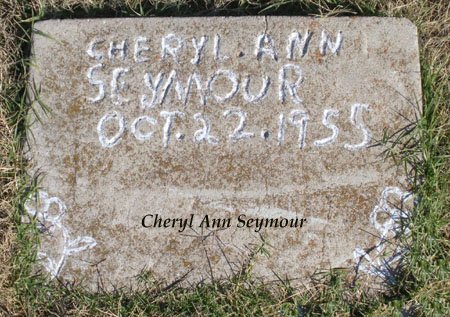 CHERYL. ANN
SEYMOUR
OCT. 22. 1955
Cheryl Ann Seymour